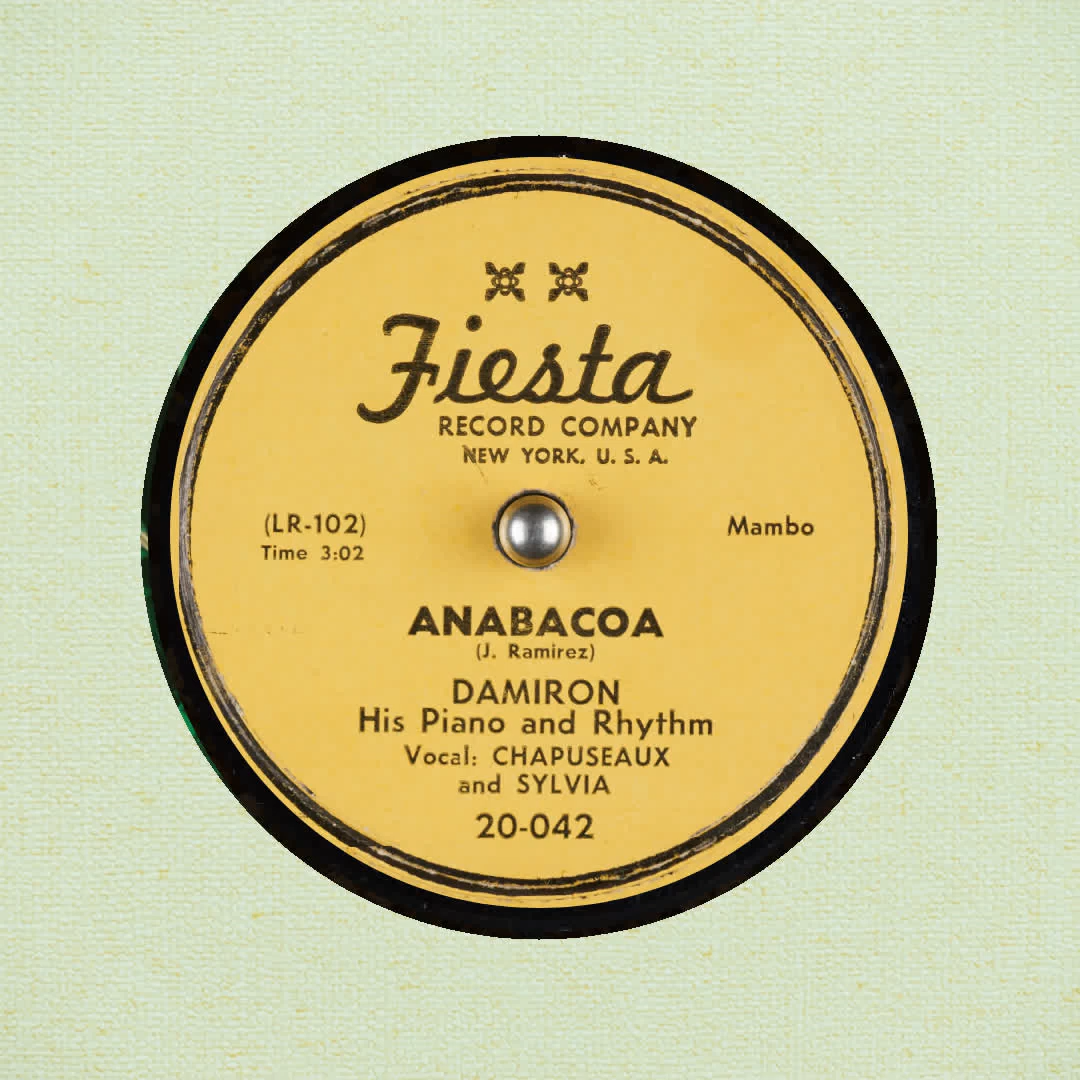 Fiesta
RECORD COMPANY
NEW YORK, U. S. A.
(LR-102)
Time 3:02
Mambo
ANABACOA
(J. Ramirez)
DAMIRON
His Piano and Rhythm
Vocal: CHAPUSEAUX
and SYLVIA
20-042